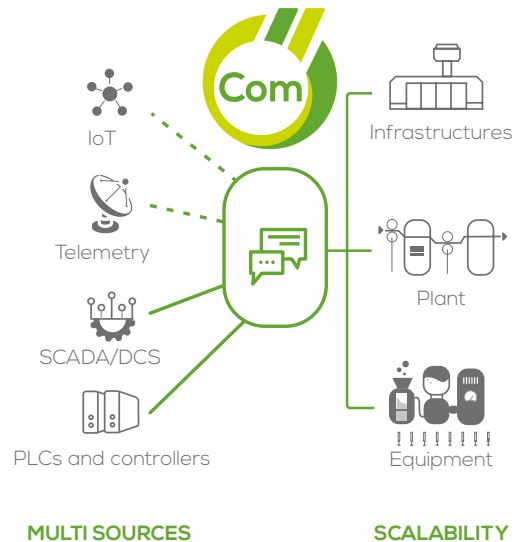 Com
IoT
Infrastructures
Telemetry
Plant
SCADA/DCS
PLCs and controllers
Equipment
MULTI SOURCES
SCALABILITY